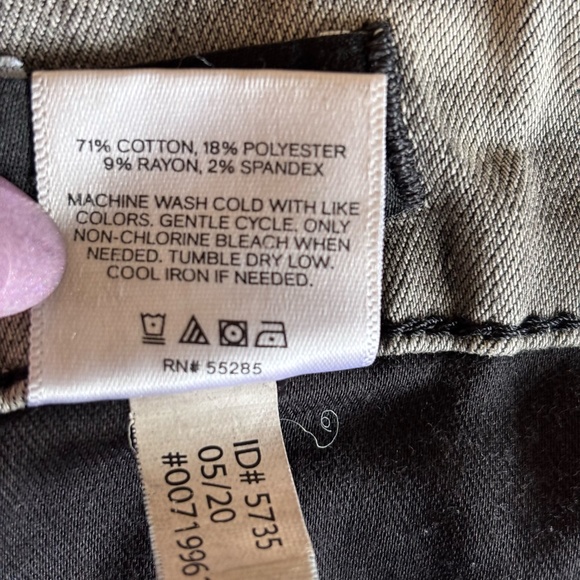 71% COTTON, 18% POLYESTER
9% RAYON, 2% SPANDEX
MACHINE WASH COLD WITH LIKE
COLORS. GENTLE CYCLE. ONLY
NON-CHLORINE BLEACH WHEN
NEEDED. TUMBLE DRY LOW.
COOL IRON IF NEEDED.
RN# 55285
ID# 5735
05/20
#0071996